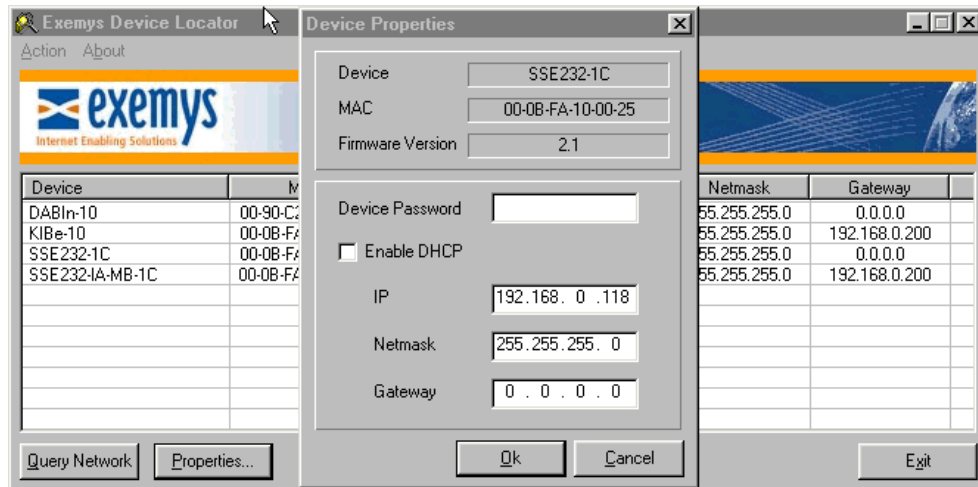 Exemys Device Locator
Action About
exemys
Internet Enabling Solutions
Device M Netmask Gateway
DABIn-10 00-90-C2 55.255.255.0 0.0.0.0
KIBe-10 00-0B-FA 55.255.255.0 192.168.0.200
SSE232-1C 00-0B-FA 55.255.255.0 0.0.0.0
SSE232-IA-MB-1C 00-0B-FA 55.255.255.0 192.168.0.200
Query Network Properties... Exit
Device Properties
Device SSE232-1C
MAC 00-0B-FA-10-00-25
Firmware Version 2.1
Device Password
Enable DHCP
IP 192.168. 0 .118
Netmask 255.255.255. 0
Gateway 0 . 0 . 0 . 0
Ok Cancel